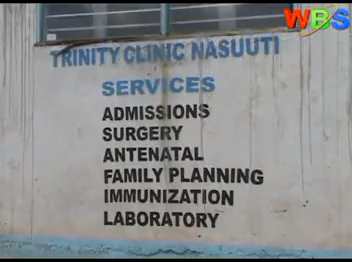 WBS
TRINITY CLINIC NASUUTI
SERVICES
ADMISSIONS
SURGERY
ANTENATAL
FAMILY PLANNING
IMMUNIZATION
LABORATORY